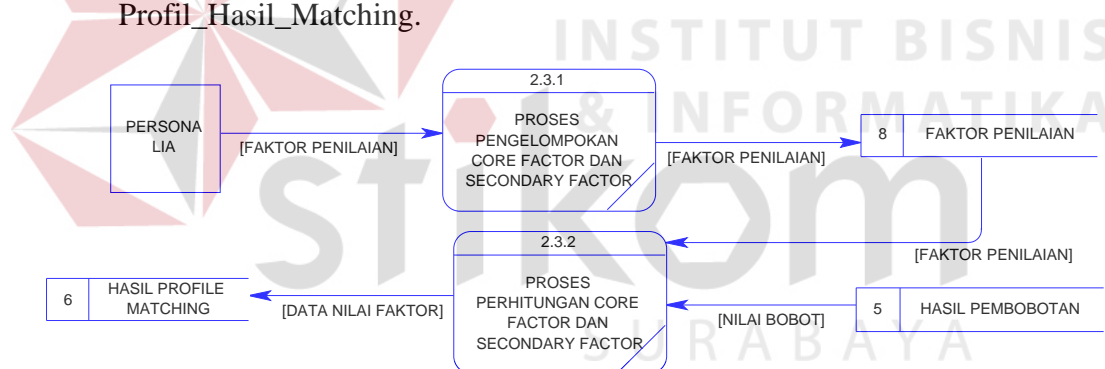 Profil_Hasil_Matching.
INSTITUT BISNIS
& INFORMATIKA
stikom
SURABAYA
PERSONA
LIA
[FAKTOR PENILAIAN]
2.3.1
PROSES
PENGELOMPOKAN
CORE FACTOR DAN
SECONDARY FACTOR
[FAKTOR PENILAIAN]
8
FAKTOR PENILAIAN
[FAKTOR PENILAIAN]
2.3.2
PROSES
PERHITUNGAN CORE
FACTOR DAN
SECONDARY FACTOR
6
HASIL PROFILE
MATCHING
[DATA NILAI FAKTOR]
[NILAI BOBOT]
5
HASIL PEMBOBOTAN